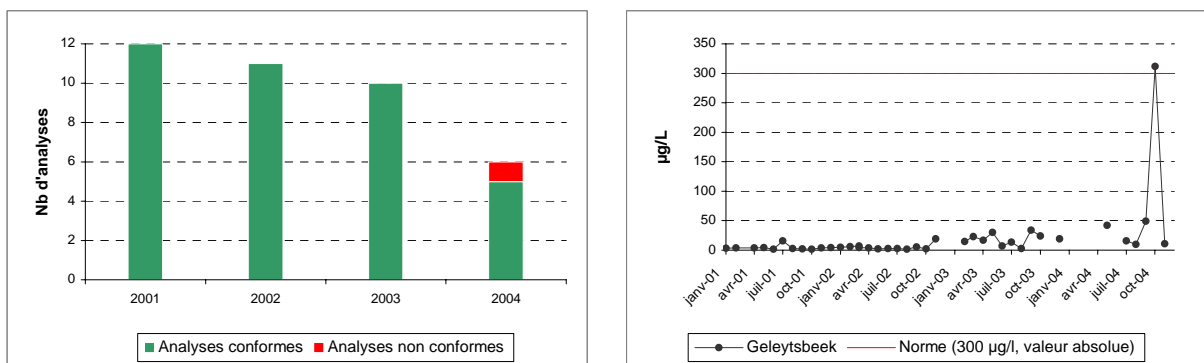 12
10
8
6
4
2
0
Nb d'analyses
2001 2002 2003 2004
Analyses conformes Analyses non conformes
350
300
250
200
150
100
50
0
µg/L
janv-01 avr-01 juil-01 oct-01 janv-02 avr-02 juil-02 oct-02 janv-03 avr-03 juil-03 oct-03 janv-04 avr-04 juil-04 oct-04
Geleytsbeek Norme (300 µg/l, valeur absolue)